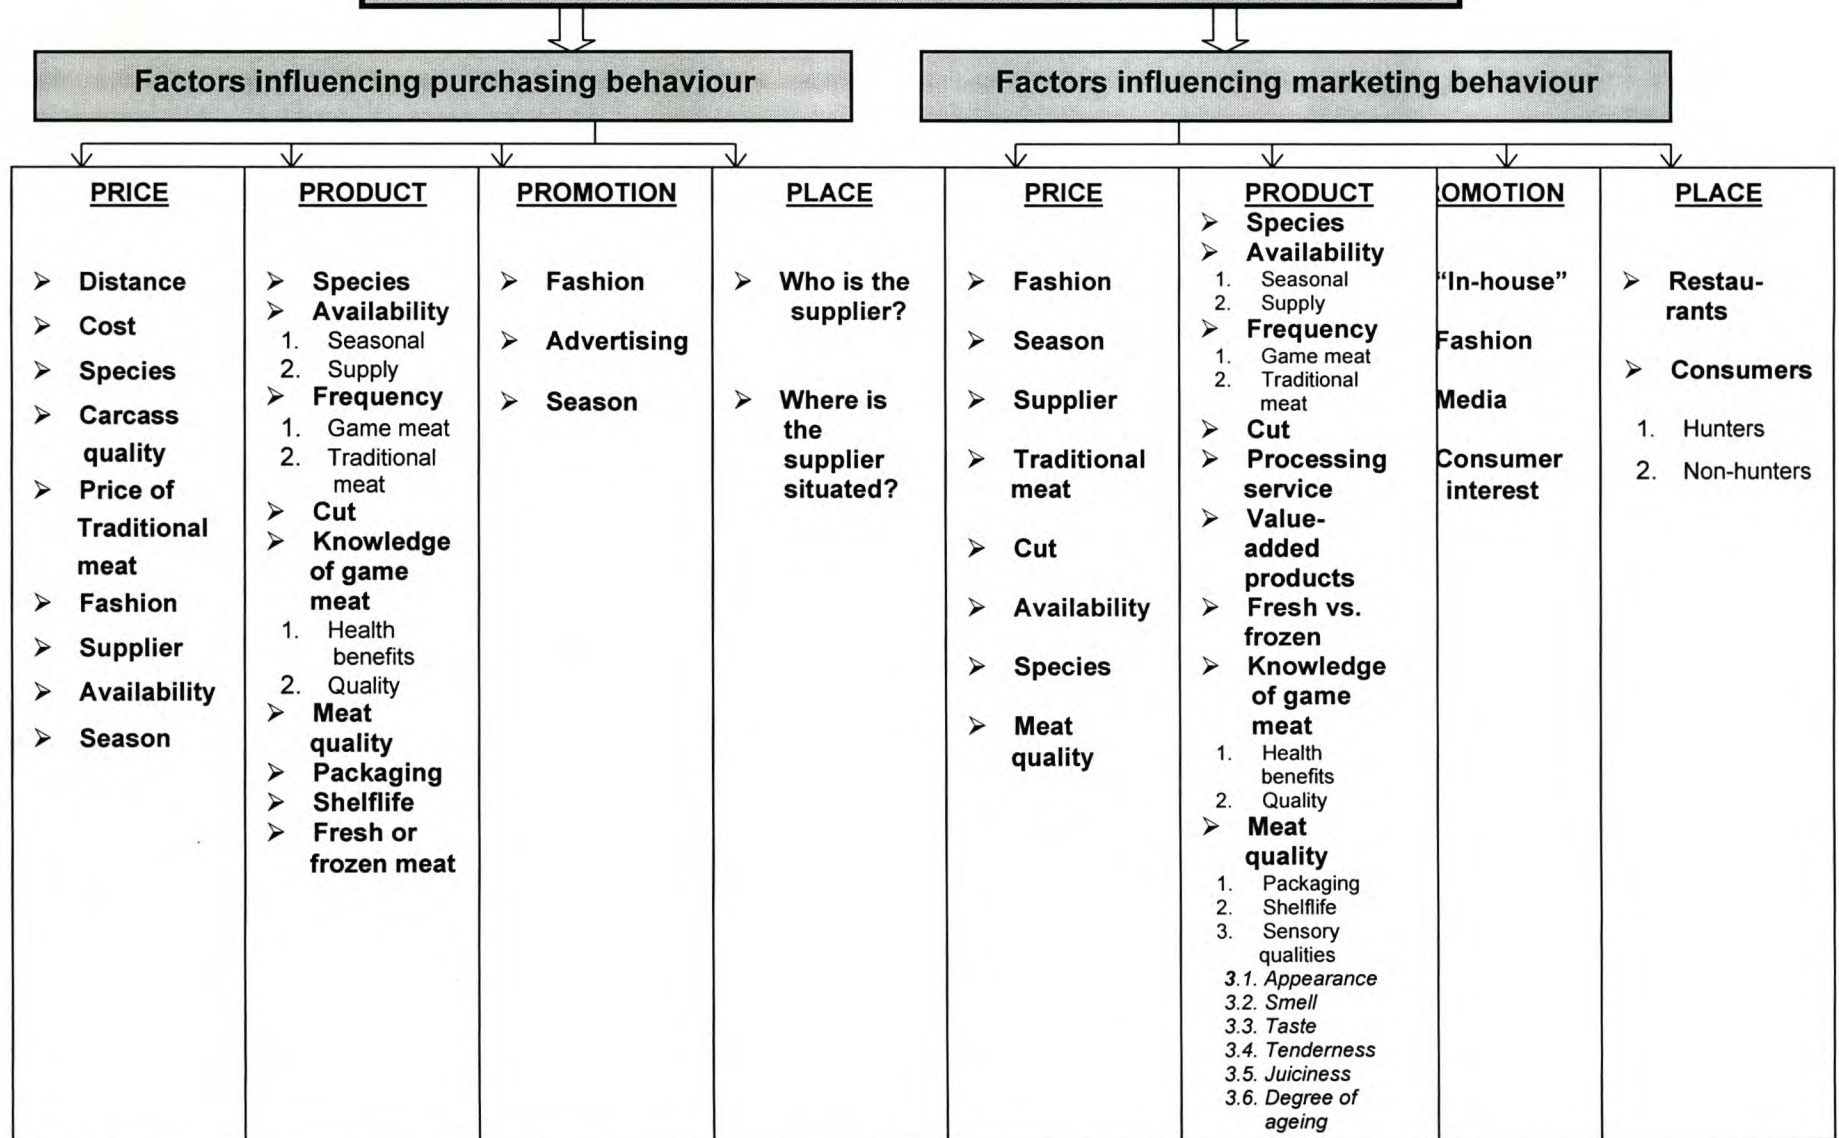 Factors influencing purchasing behaviour
Factors influencing marketing behaviour
PRICE
➢ Distance
➢ Cost
➢ Species
➢ Carcass
quality
➢ Price of
Traditional
meat
➢ Fashion
➢ Supplier
➢ Availability
➢ Season
PRODUCT
➢ Species
➢ Availability
1. Seasonal
2. Supply
➢ Frequency
1. Game meat
2. Traditional
meat
➢ Cut
➢ Knowledge
of game
meat
1. Health
benefits
2. Quality
➢ Meat
quality
➢ Packaging
➢ Shelflife
➢ Fresh or
frozen meat
PROMOTION
➢ Fashion
➢ Advertising
➢ Season
PLACE
➢ Who is the
supplier?
➢ Where is
the
supplier
situated?
PRICE
➢ Fashion
➢ Season
➢ Supplier
➢ Traditional
meat
➢ Cut
➢ Availability
➢ Species
➢ Meat
quality
PRODUCT
➢ Species
➢ Availability
1. Seasonal
2. Supply
➢ Frequency
1. Game meat
2. Traditional
meat
➢ Cut
➢ Processing
service
➢ Value-
added
products
➢ Fresh vs.
frozen
➢ Knowledge
of game
meat
1. Health
benefits
2. Quality
➢ Meat
quality
1. Packaging
2. Shelflife
3. Sensory
qualities
3.1. Appearance
3.2. Smell
3.3. Taste
3.4. Tenderness
3.5. Juiciness
3.6. Degree of
ageing
ROMOTION
“In-house”
Fashion
Media
Consumer
interest
PLACE
➢ Restau-
rants
➢ Consumers
1. Hunters
2. Non-hunters